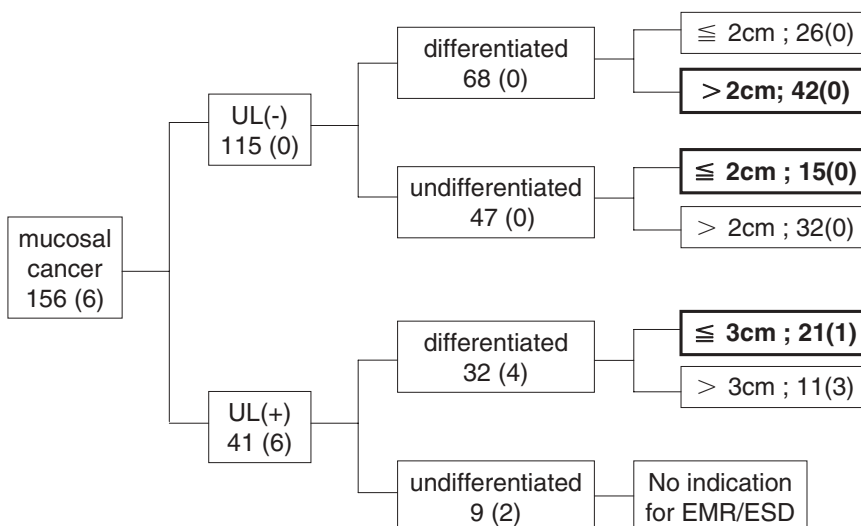 mucosal
cancer
156 (6)
UL(-)
115 (0)
differentiated
68 (0)
≦ 2cm ; 26(0)
＞2cm; 42(0)
undifferentiated
47 (0)
≦ 2cm ; 15(0)
＞ 2cm ; 32(0)
UL(+)
41 (6)
differentiated
32 (4)
≦ 3cm ; 21(1)
＞ 3cm ; 11(3)
undifferentiated
9 (2)
No indication
for EMR/ESD